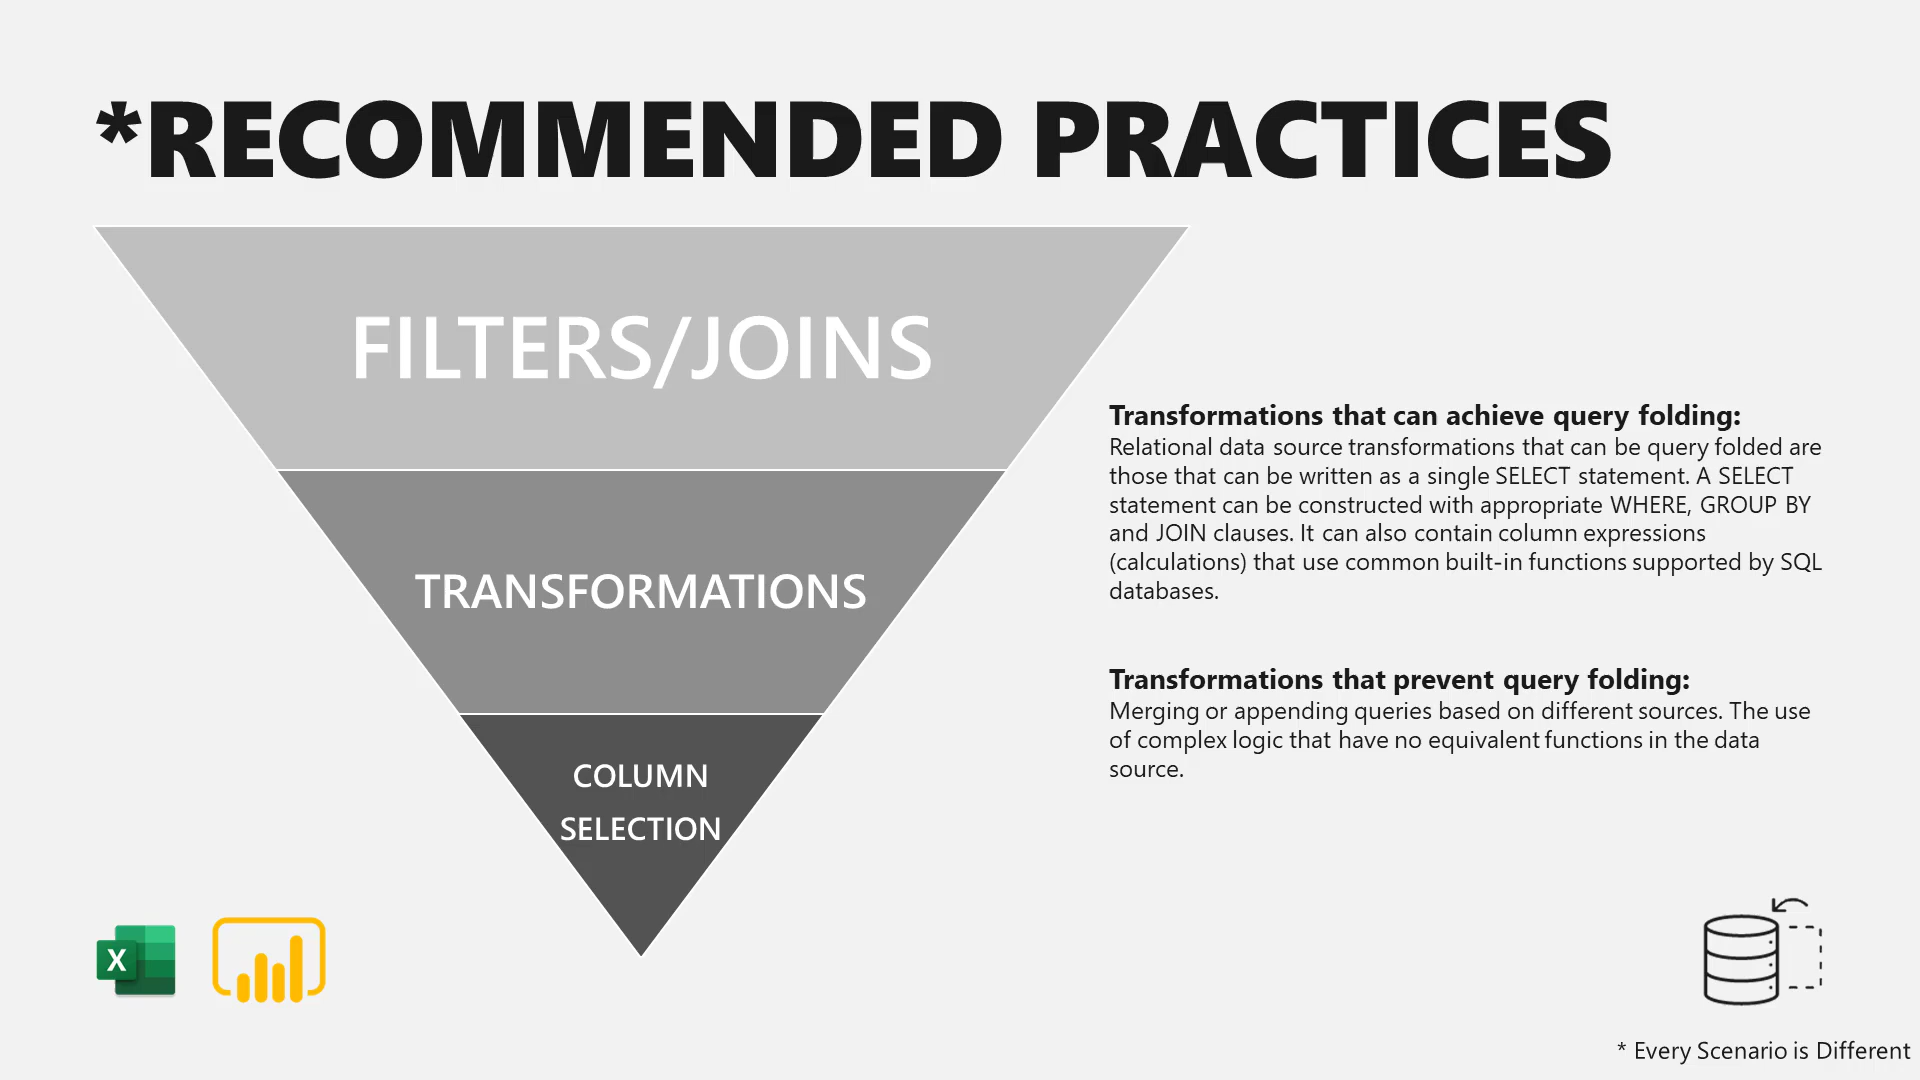 *RECOMMENDED PRACTICES
FILTERS/JOINS
TRANSFORMATIONS
COLUMN
SELECTION
Transformations that can achieve query folding:
Relational data source transformations that can be query folded are
those that can be written as a single SELECT statement. A SELECT
statement can be constructed with appropriate WHERE, GROUP BY
and JOIN clauses. It can also contain column expressions
(calculations) that use common built-in functions supported by SQL
databases.
Transformations that prevent query folding:
Merging or appending queries based on different sources. The use
of complex logic that have no equivalent functions in the data
source.
X
* Every Scenario is Different